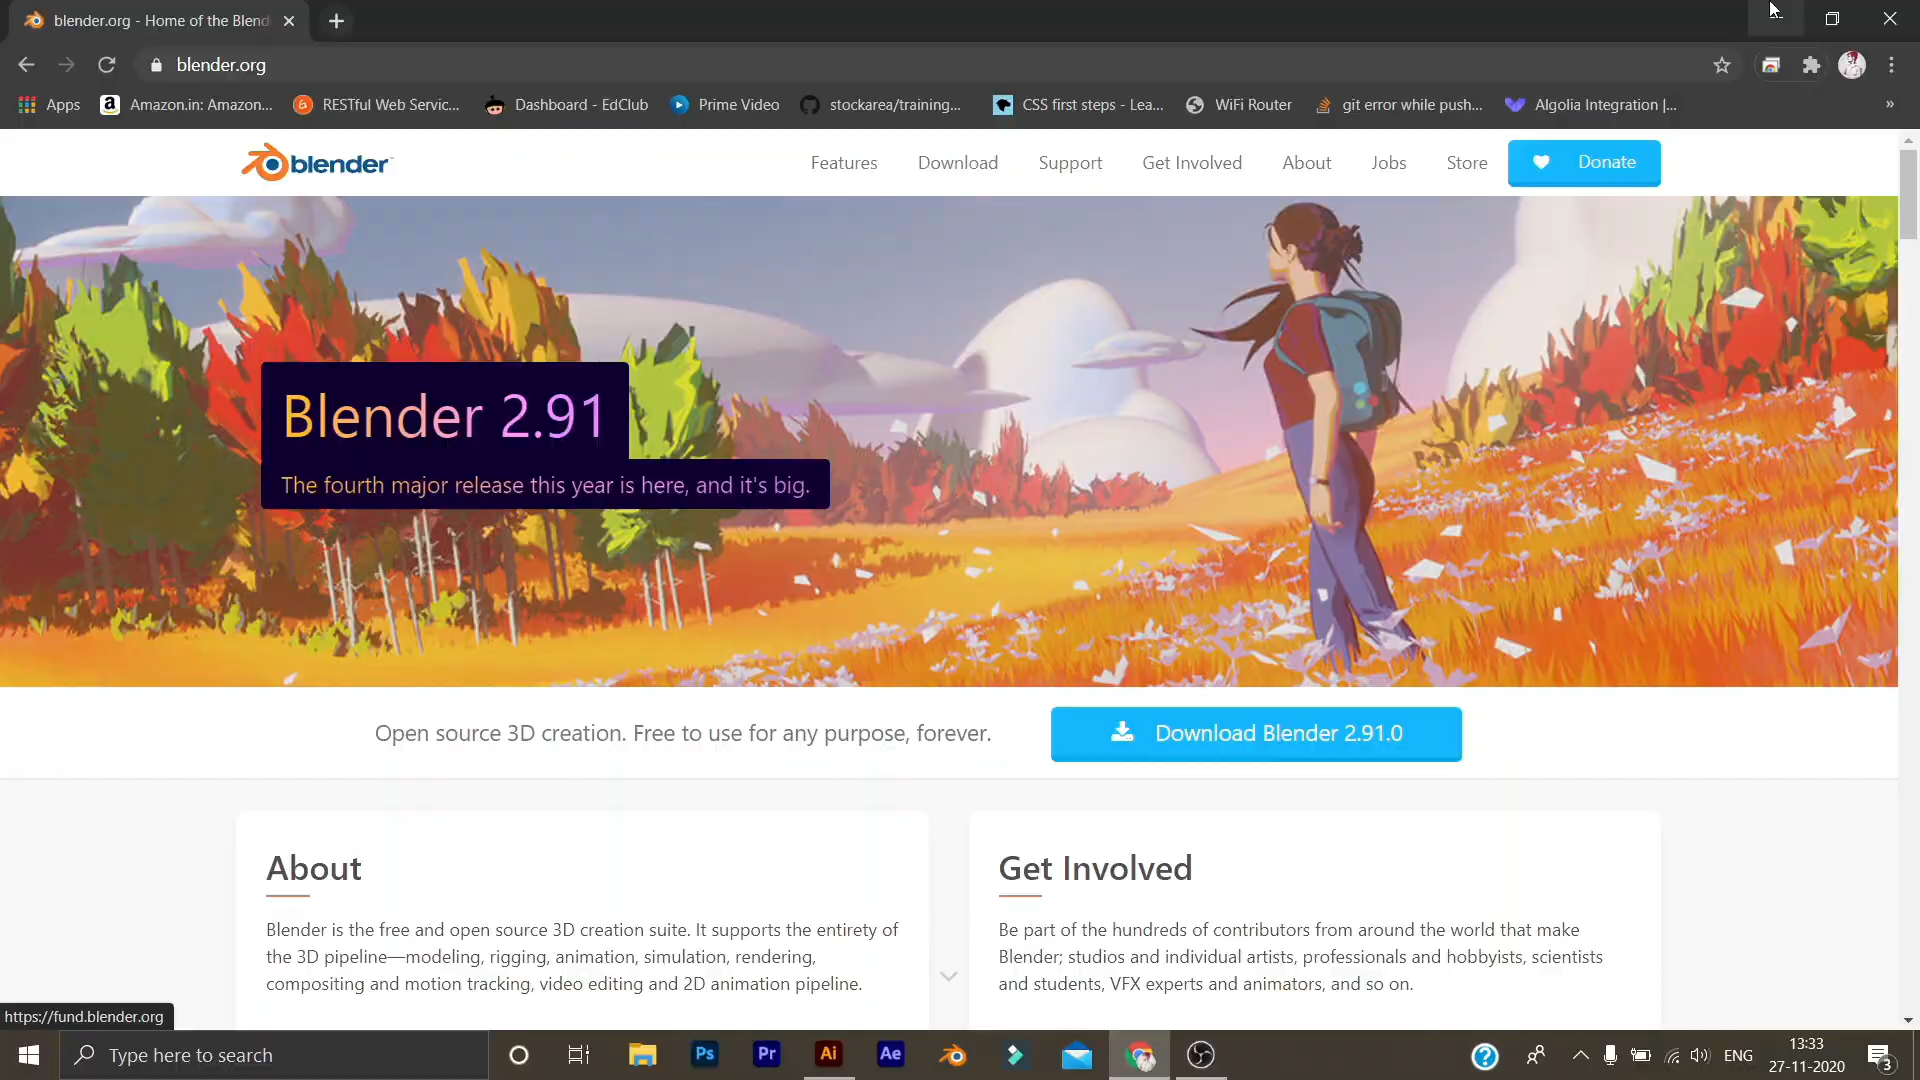 blender.org - Home of the Blend
blender.org
Apps
Amazon.in: Amazon...
RESTful Web Servic...
Dashboard - EdClub
Prime Video
stockarea/training...
CSS first steps - Lea...
WiFi Router
git error while push...
Algolia Integration |...
»
blender
Features
Download
Support
Get Involved
About
Jobs
Store
Donate
Blender 2.91
The fourth major release this year is here, and it's big.
Open source 3D creation. Free to use for any purpose, forever.
Download Blender 2.91.0
About
Blender is the free and open source 3D creation suite. It supports the entirety of
the 3D pipeline—modeling, rigging, animation, simulation, rendering,
compositing and motion tracking, video editing and 2D animation pipeline.
Get Involved
Be part of the hundreds of contributors from around the world that make
Blender; studios and individual artists, professionals and hobbyists, scientists
and students, VFX experts and animators, and so on.
https://fund.blender.org
Type here to search
Ps
Pr
Ai
Ae
ENG
13:33
27-11-2020
3